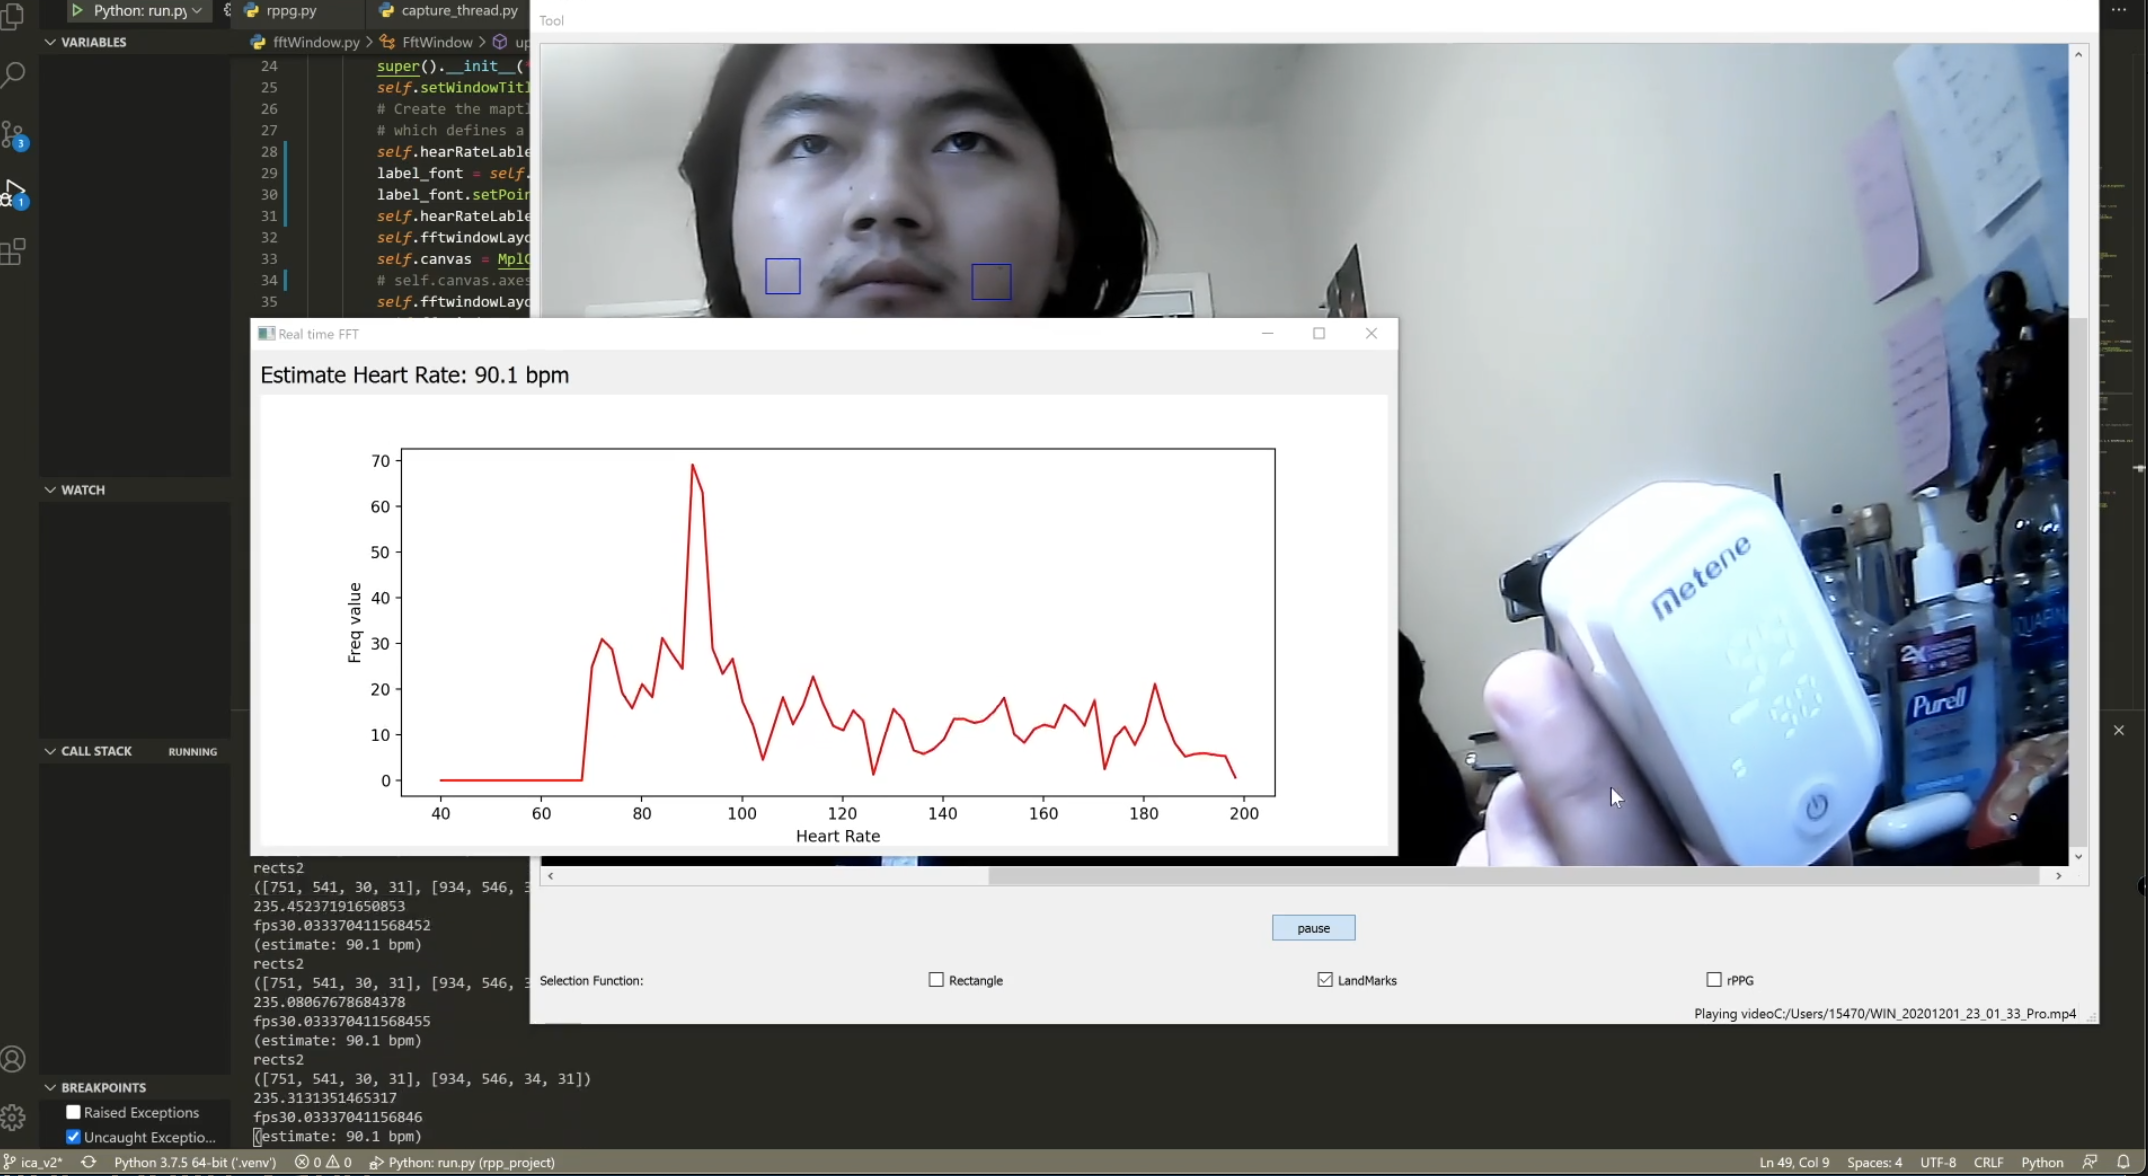 Python: run.py
rppg.py
capture_thread.py
Tool
VARIABLES
fftWindow.py > FftWindow > up
24 super().__init__(
25 self.setWindowTitl
26 # Create the maptl
27 # which defines a
28 self.hearRateLable
29 label_font = self.
30 label_font.setPoin
31 self.hearRateLable
32 self.fftwindowLayo
33 self.canvas = MplC
34 # self.canvas.axes
35 self.fftwindowLayo
3
1
Real time FFT
Estimate Heart Rate: 90.1 bpm
70
60
50
40
30
20
10
0
Freq value
40 60 80 100 120 140 160 180 200
Heart Rate
metene
99
90
2X
Purell
WATCH
CALL STACK RUNNING
rects2
([751, 541, 30, 31], [934, 546, 3
235.45237191650853
fps30.033370411568452
(estimate: 90.1 bpm)
rects2
([751, 541, 30, 31], [934, 546, 3
235.08067678684378
fps30.033370411568455
(estimate: 90.1 bpm)
rects2
([751, 541, 30, 31], [934, 546, 34, 31])
235.3131351465317
fps30.03337041156846
(estimate: 90.1 bpm)
pause
Selection Function:
Rectangle
LandMarks
rPPG
Playing videoC:/Users/15470/WIN_20201201_23_01_33_Pro.mp4
BREAKPOINTS
Raised Exceptions
Uncaught Exceptio...
ica_v2* Python 3.7.5 64-bit ('.venv') 0 0 Python: run.py (rpp_project) Ln 49, Col 9 Spaces: 4 UTF-8 CRLF Python